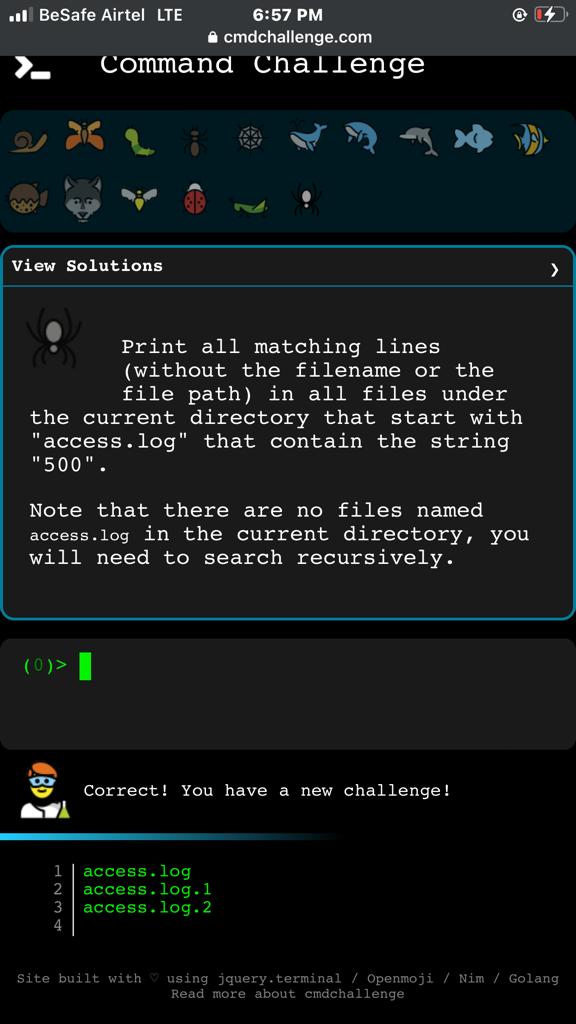 BeSafe Airtel LTE 6:57 PM
cmdchallenge.com
Command Challenge
View Solutions
Print all matching lines
(without the filename or the
file path) in all files under
the current directory that start with
"access.log" that contain the string
"500".
Note that there are no files named
access.log in the current directory, you
will need to search recursively.
(0)>
Correct! You have a new challenge!
1 access.log
2 access.log.1
3 access.log.2
4
Site built with ♡ using jquery.terminal / Openmoji / Nim / Golang
Read more about cmdchallenge